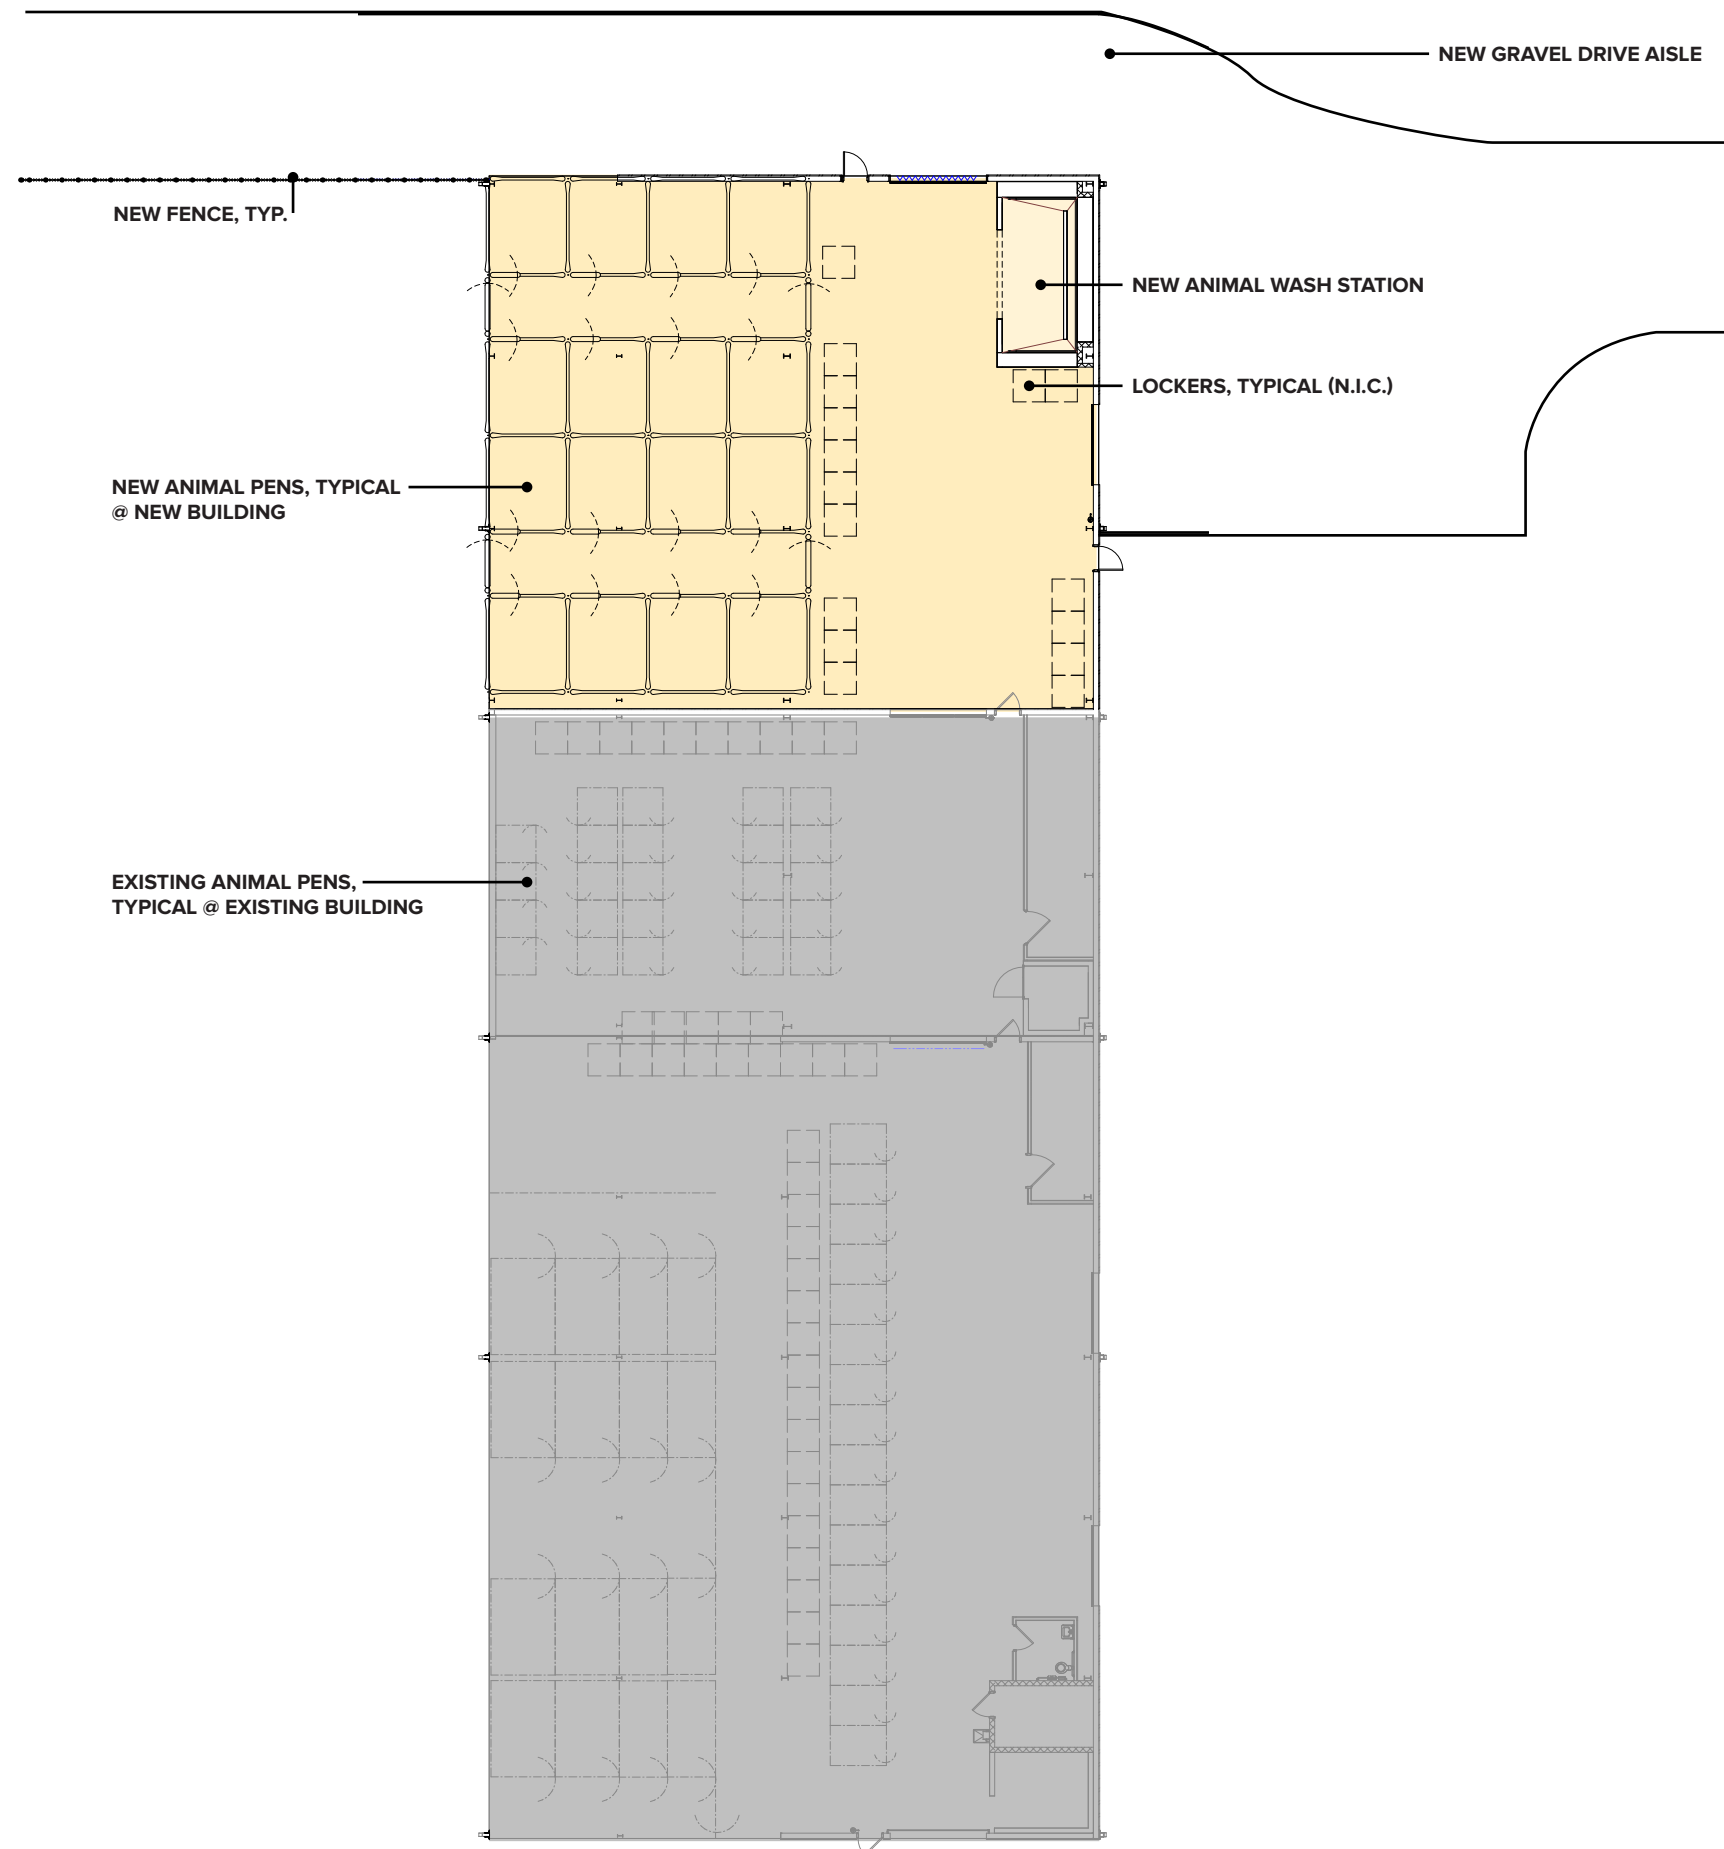 NEW GRAVEL DRIVE AISLE
NEW FENCE, TYP.
NEW ANIMAL WASH STATION
LOCKERS, TYPICAL (N.I.C.)
NEW ANIMAL PENS, TYPICAL
@ NEW BUILDING
EXISTING ANIMAL PENS,
TYPICAL @ EXISTING BUILDING